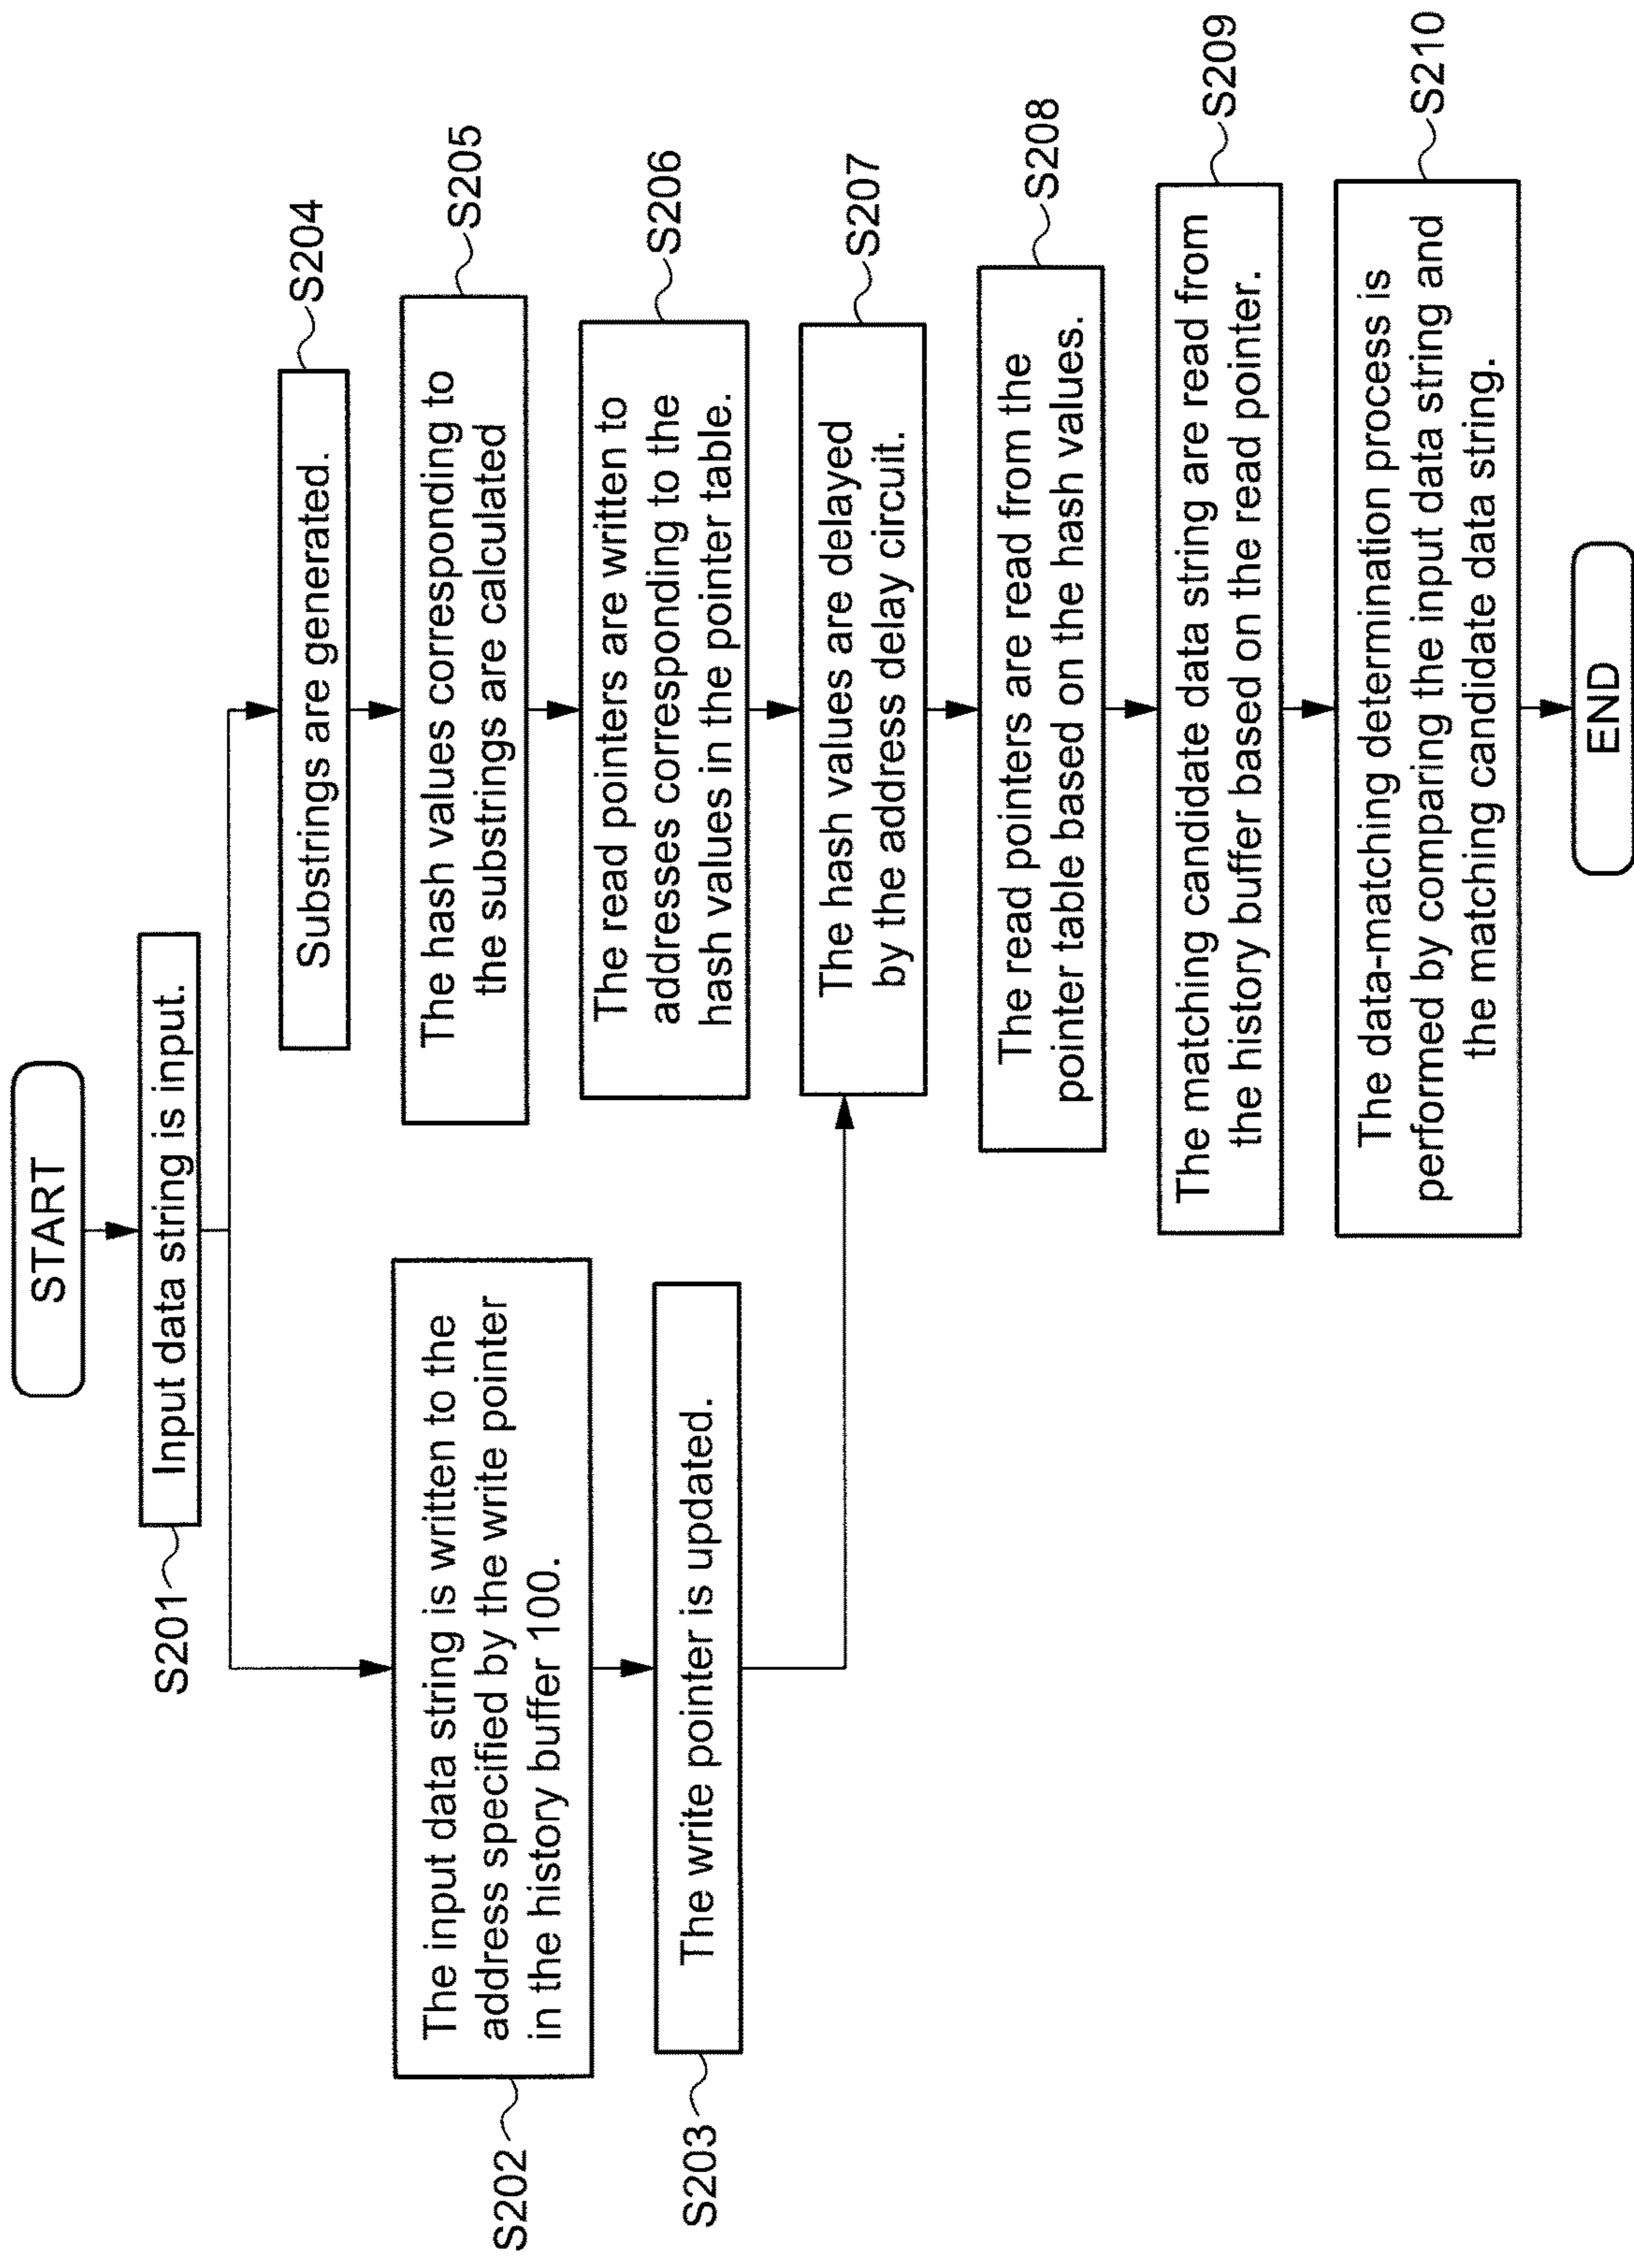 START
Input data string is input.
S201
The input data string is written to the
address specified by the write pointer
in the history buffer 100.
S202
The write pointer is updated.
S203
Substrings are generated.
S204
The hash values corresponding to
the substrings are calculated
S205
The read pointers are written to
addresses corresponding to the
hash values in the pointer table.
S206
The hash values are delayed
by the address delay circuit.
S207
The read pointers are read from the
pointer table based on the hash values.
S208
The matching candidate data string are read from
the history buffer based on the read pointer.
S209
The data-matching determination process is
performed by comparing the input data string and
the matching candidate data string.
S210
END